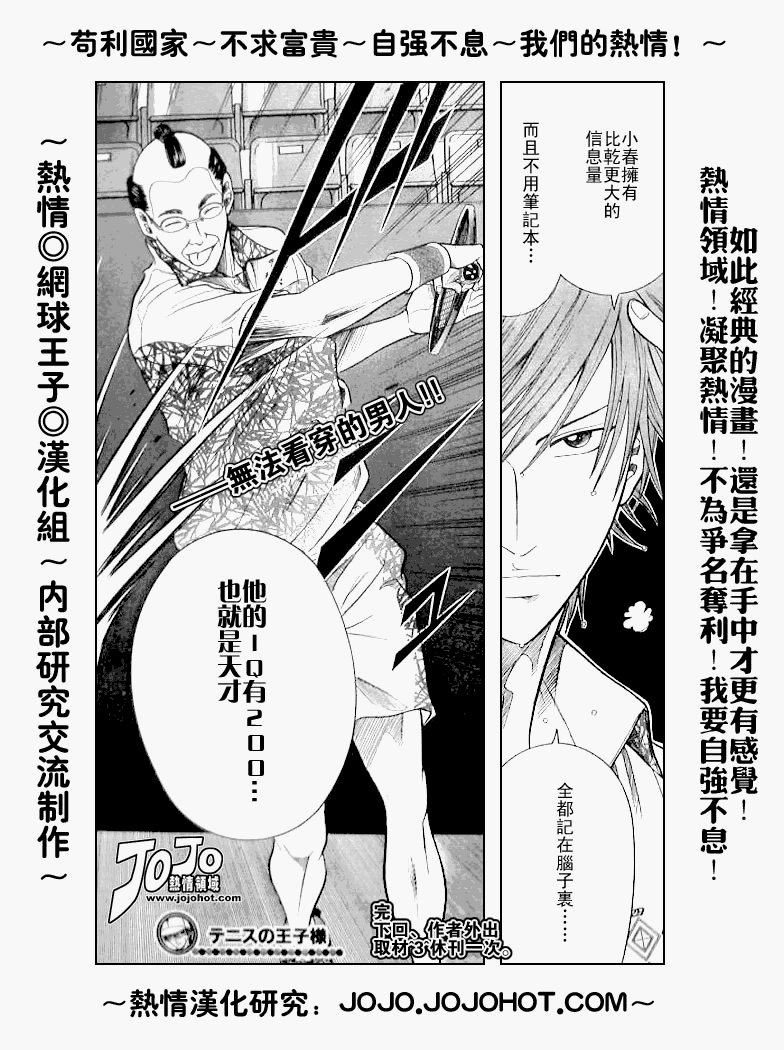 ～苟利國家～不求富貴～自强不息～我們的熱情！～
如此經典的漫畫！還是拿在手中才更有感覺！
熱情領域！凝聚熱情！不為爭名奪利！我要自強不息！
小春擁有
比乾更大的
信息量
而且不用筆記本…
全都記在腦子裏……
——無法看穿的男人!!
他的IQ有200…
也就是天才
JOJO
熱情領域
www.jojohot.com
テニスの王子様
完
下回、作者外出
取材，休刊一次。
～熱情◎網球王子◎漢化組～内部研究交流制作～
～熱情漢化研究：JOJO.JOJOHOT.COM～